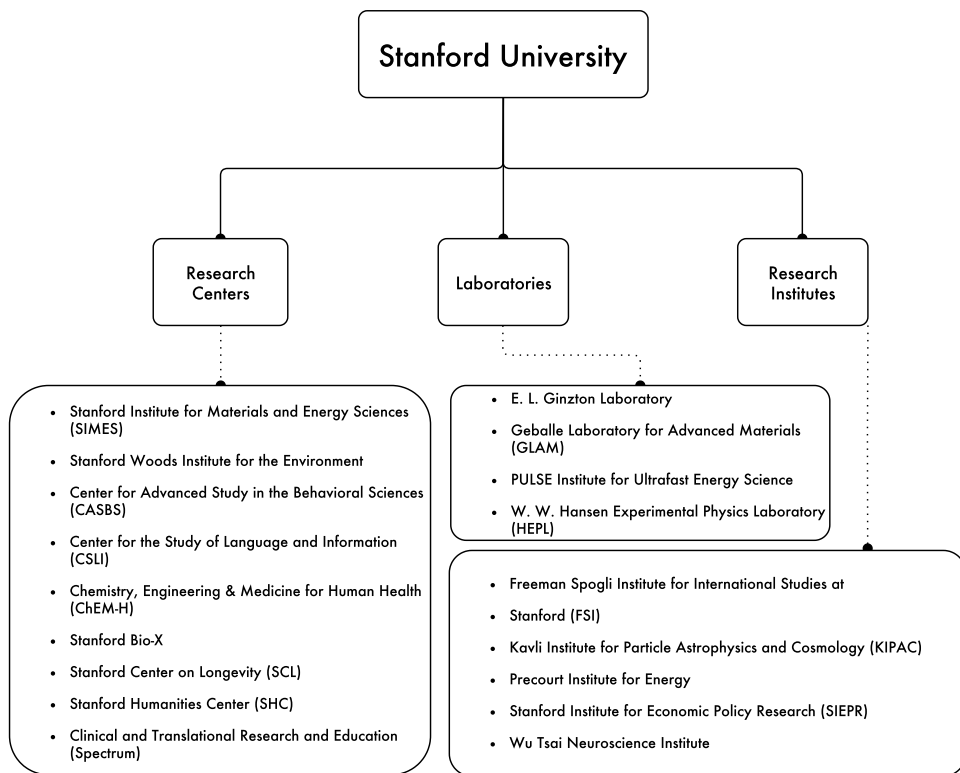 Stanford University
Research
Centers
Laboratories
Research
Institutes
• Stanford Institute for Materials and Energy Sciences
(SIMES)
• Stanford Woods Institute for the Environment
• Center for Advanced Study in the Behavioral Sciences
(CASBS)
• Center for the Study of Language and Information
(CSLI)
• Chemistry, Engineering & Medicine for Human Health
(ChEM-H)
• Stanford Bio-X
• Stanford Center on Longevity (SCL)
• Stanford Humanities Center (SHC)
• Clinical and Translational Research and Education
(Spectrum)
• E. L. Ginzton Laboratory
• Geballe Laboratory for Advanced Materials
(GLAM)
• PULSE Institute for Ultrafast Energy Science
• W. W. Hansen Experimental Physics Laboratory
(HEPL)
• Freeman Spogli Institute for International Studies at
• Stanford (FSI)
• Kavli Institute for Particle Astrophysics and Cosmology (KIPAC)
• Precourt Institute for Energy
• Stanford Institute for Economic Policy Research (SIEPR)
• Wu Tsai Neuroscience Institute